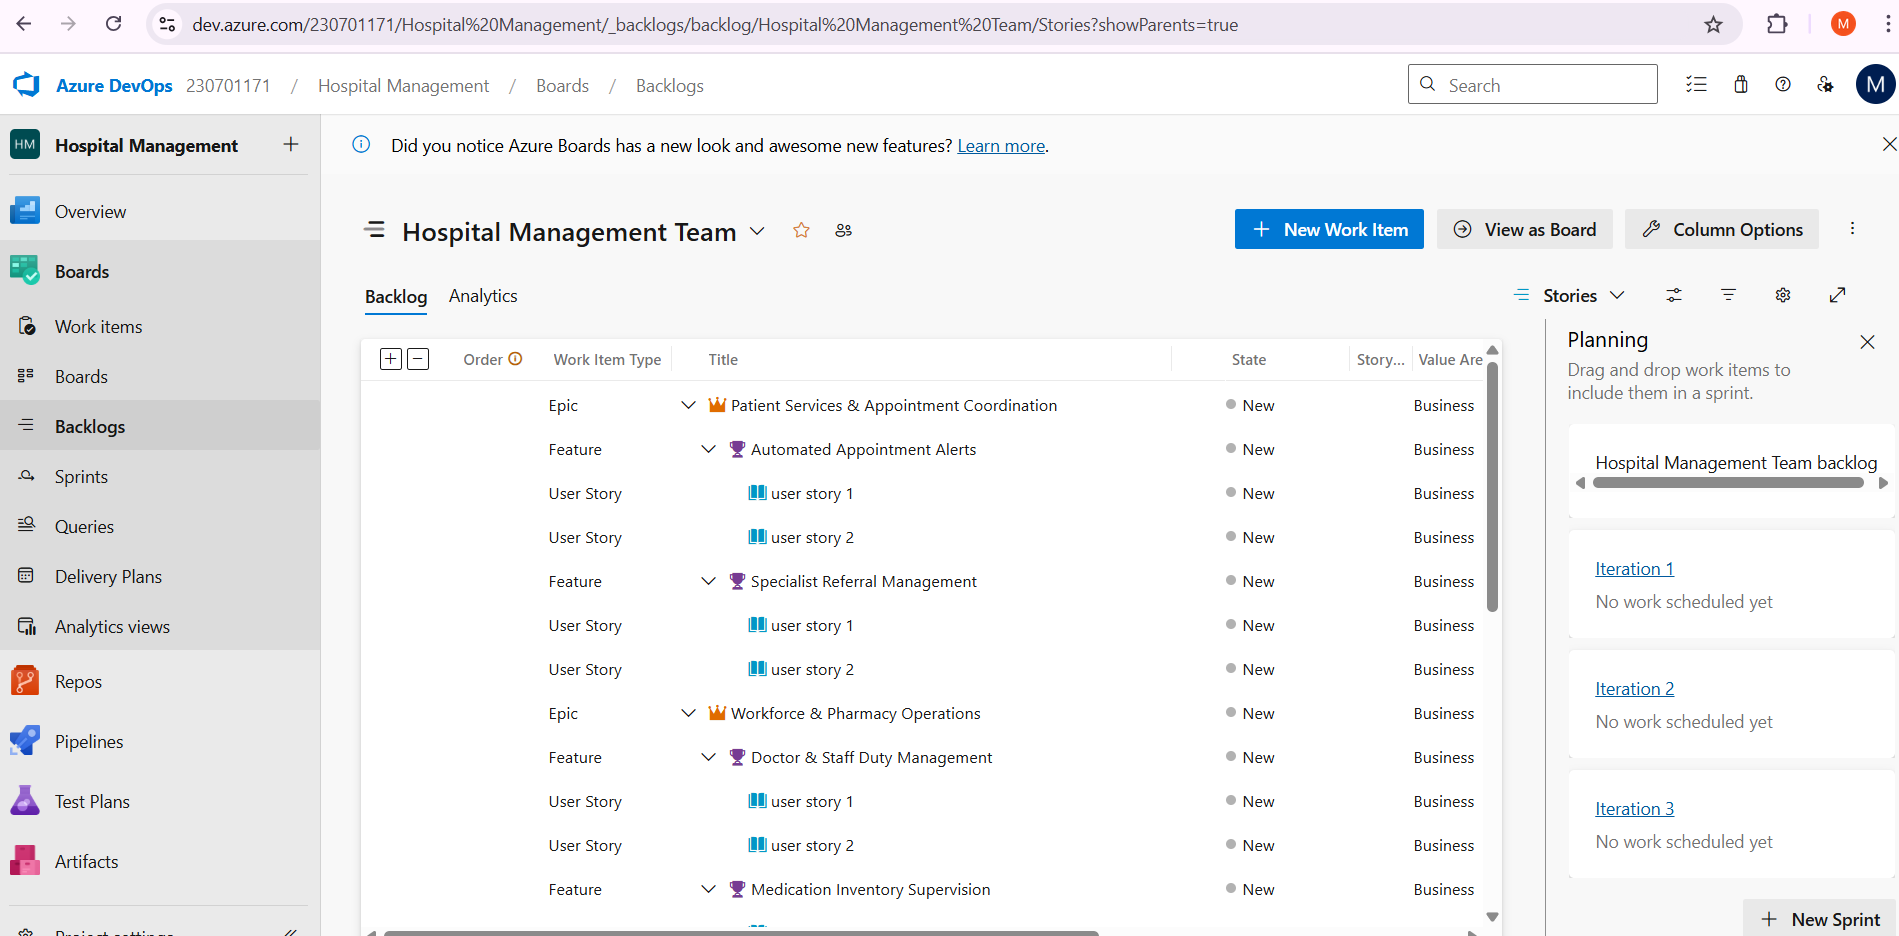 dev.azure.com/230701171/Hospital%20Management/_backlogs/backlog/Hospital%20Management%20Team/Stories?showParents=true
M
Azure DevOps 230701171 / Hospital Management / Boards / Backlogs
Search
M
HM Hospital Management
Did you notice Azure Boards has a new look and awesome new features? Learn more.
Overview
Boards
Work items
Boards
Backlogs
Sprints
Queries
Delivery Plans
Analytics views
Repos
Pipelines
Test Plans
Artifacts
Project settings
Hospital Management Team
New Work Item
View as Board
Column Options
Backlog Analytics
Stories
Order Work Item Type Title State Story... Value Are
Epic Patient Services & Appointment Coordination New Business
Feature Automated Appointment Alerts New Business
User Story user story 1 New Business
User Story user story 2 New Business
Feature Specialist Referral Management New Business
User Story user story 1 New Business
User Story user story 2 New Business
Epic Workforce & Pharmacy Operations New Business
Feature Doctor & Staff Duty Management New Business
User Story user story 1 New Business
User Story user story 2 New Business
Feature Medication Inventory Supervision New Business
Planning
Drag and drop work items to
include them in a sprint.
Hospital Management Team backlog
Iteration 1
No work scheduled yet
Iteration 2
No work scheduled yet
Iteration 3
No work scheduled yet
New Sprint